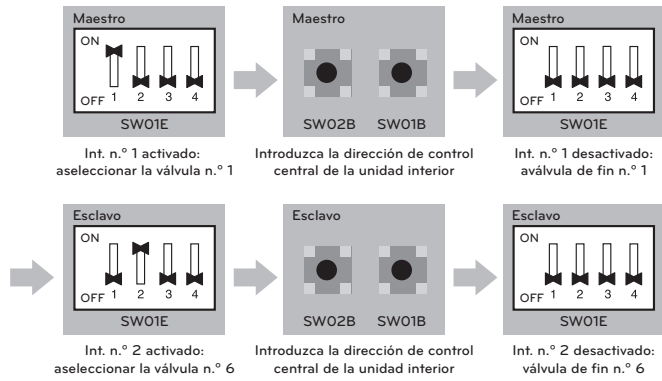 Maestro
ON
OFF 1 2 3 4
SW01E
Int. n.º 1 activado:
aseleccionar la válvula n.º 1
Maestro
SW02B SW01B
Introduzca la dirección de control
central de la unidad interior
Maestro
ON
OFF 1 2 3 4
SW01E
Int. n.º 1 desactivado:
aválvula de fin n.º 1
Esclavo
ON
OFF 1 2 3 4
SW01E
Int. n.º 2 activado:
aseleccionar la válvula n.º 6
Esclavo
SW02B SW01B
Introduzca la dirección de control
central de la unidad interior
Esclavo
ON
OFF 1 2 3 4
SW01E
Int. n.º 2 desactivado:
válvula de fin n.º 6